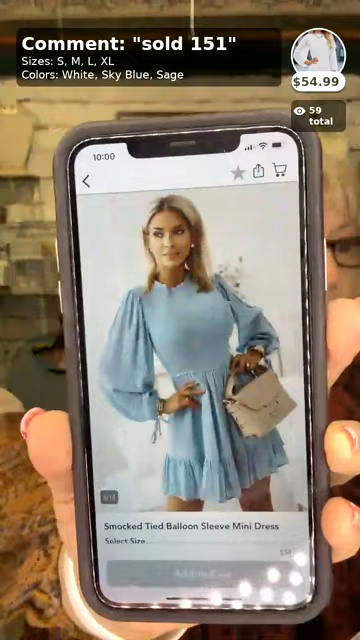 Comment: "sold 151"
Sizes: S, M, L, XL
Colors: White, Sky Blue, Sage
$54.99
59
total
10:00
Smocked Tied Balloon Sleeve Mini Dress
Select Size